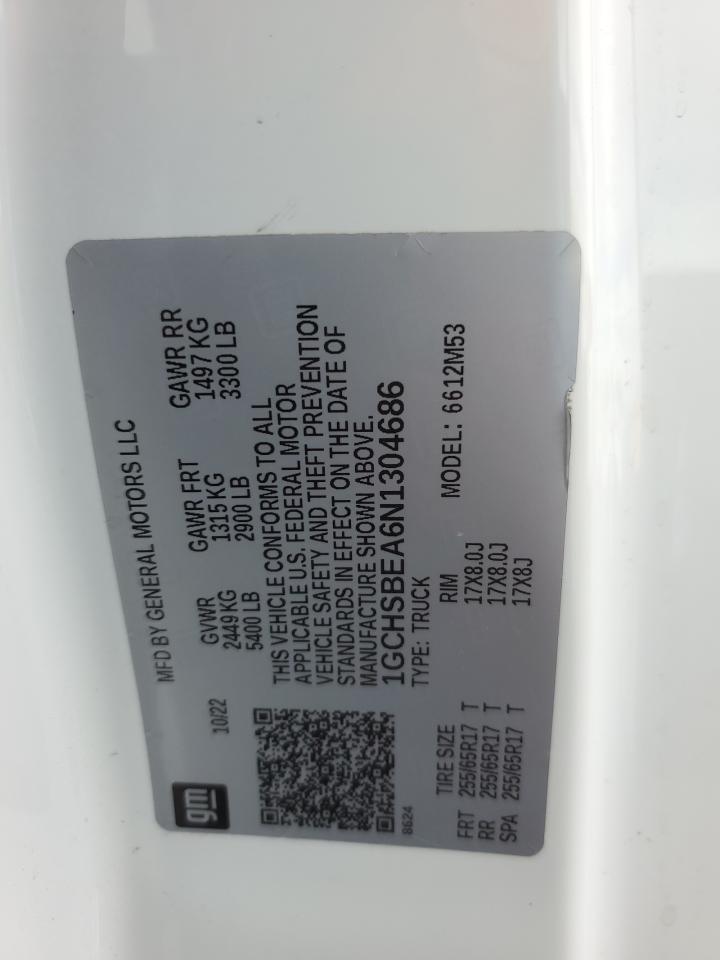 gm
10/22
MFD BY GENERAL MOTORS LLC
GVWR GAWR FRT GAWR RR
2449 KG 1315 KG 1497 KG
5400 LB 2900 LB 3300 LB
THIS VEHICLE CONFORMS TO ALL
APPLICABLE U.S. FEDERAL MOTOR
VEHICLE SAFETY AND THEFT PREVENTION
STANDARDS IN EFFECT ON THE DATE OF
MANUFACTURE SHOWN ABOVE.
1GCHSBEA6N1304686
8624
TYPE: TRUCK MODEL: 6612M53
TIRE SIZE RIM
FRT 255/65R17 T 17X8.0J
RR 255/65R17 T 17X8.0J
SPA 255/65R17 T 17X8J